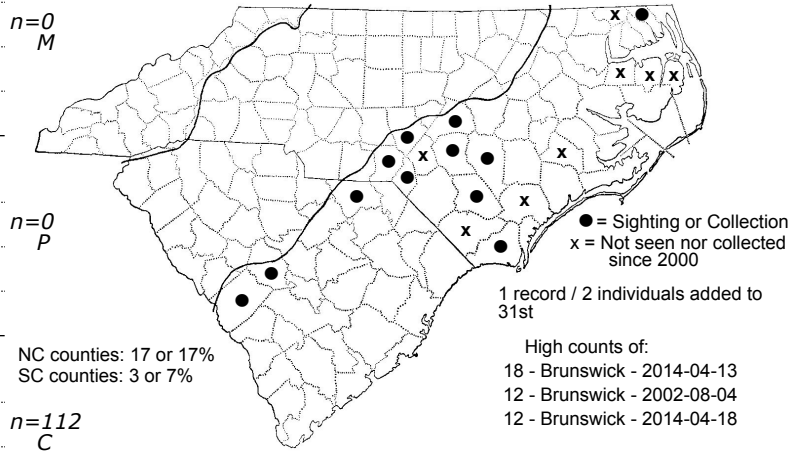 n=0
M
n=0
P
n=112
C
x
x
x
x
x
x
x
x
● = Sighting or Collection
x = Not seen nor collected
since 2000
1 record / 2 individuals added to
31st
NC counties: 17 or 17%
SC counties: 3 or 7%
High counts of:
18 - Brunswick - 2014-04-13
12 - Brunswick - 2002-08-04
12 - Brunswick - 2014-04-18